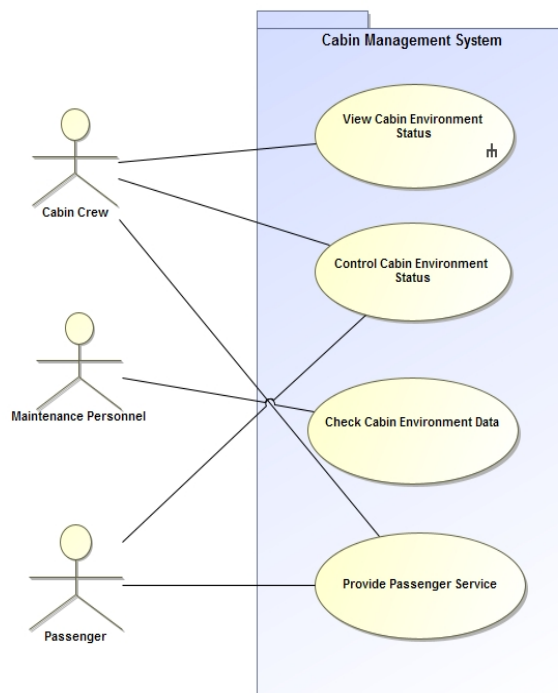 Cabin Management System
View Cabin Environment
Status
Cabin Crew
Control Cabin Environment
Status
Maintenance Personnel
Check Cabin Environment Data
Provide Passenger Service
Passenger